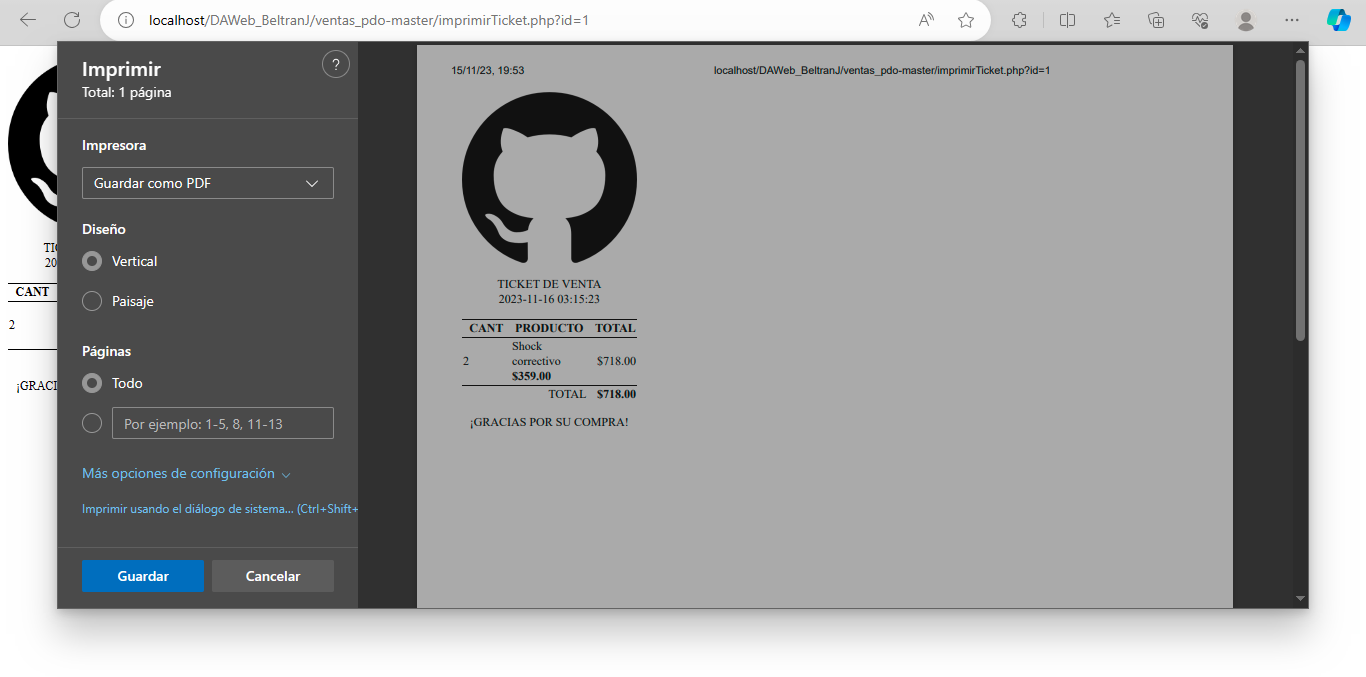 localhost/DAWeb_BeltranJ/ventas_pdo-master/imprimirTicket.php?id=1
Imprimir
?
Total: 1 página
Impresora
Guardar como PDF
Diseño
Vertical
Paisaje
Páginas
Todo
Por ejemplo: 1-5, 8, 11-13
Más opciones de configuración
Imprimir usando el diálogo de sistema... (Ctrl+Shift+
Guardar
Cancelar
15/11/23, 19:53
localhost/DAWeb_BeltranJ/ventas_pdo-master/imprimirTicket.php?id=1
TICKET DE VENTA
2023-11-16 03:15:23
CANT PRODUCTO TOTAL
Shock
2 correctivo $718.00
$359.00
TOTAL $718.00
¡GRACIAS POR SU COMPRA!
TI
20
CANT
2
¡GRACI